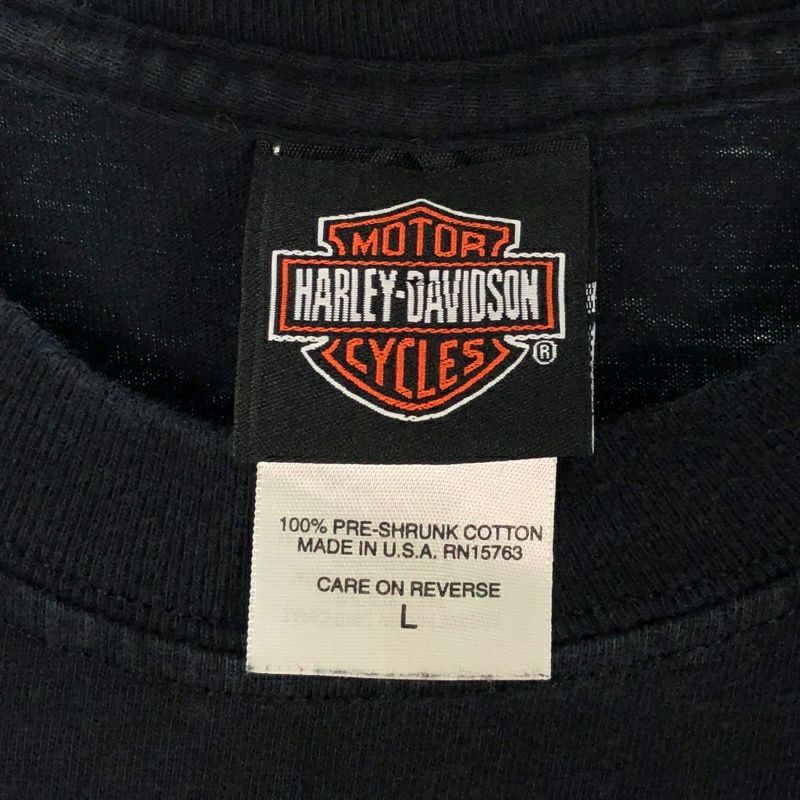 MOTOR
HARLEY-DAVIDSON
CYCLES
®
100% PRE-SHRUNK COTTON
MADE IN U.S.A. RN15763
CARE ON REVERSE
L